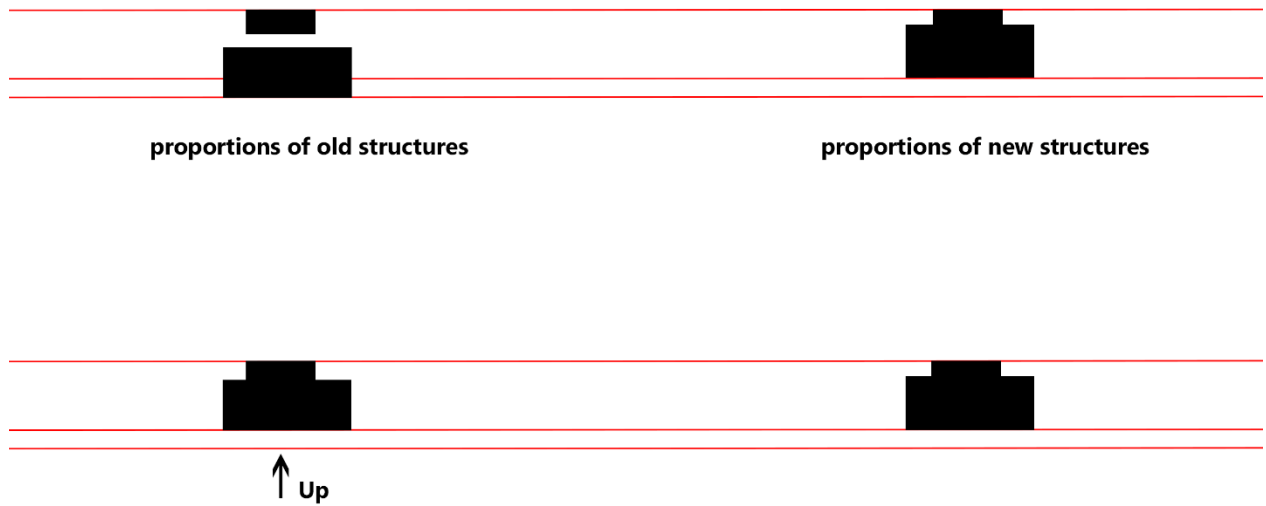 proportions of old structures
proportions of new structures
Up